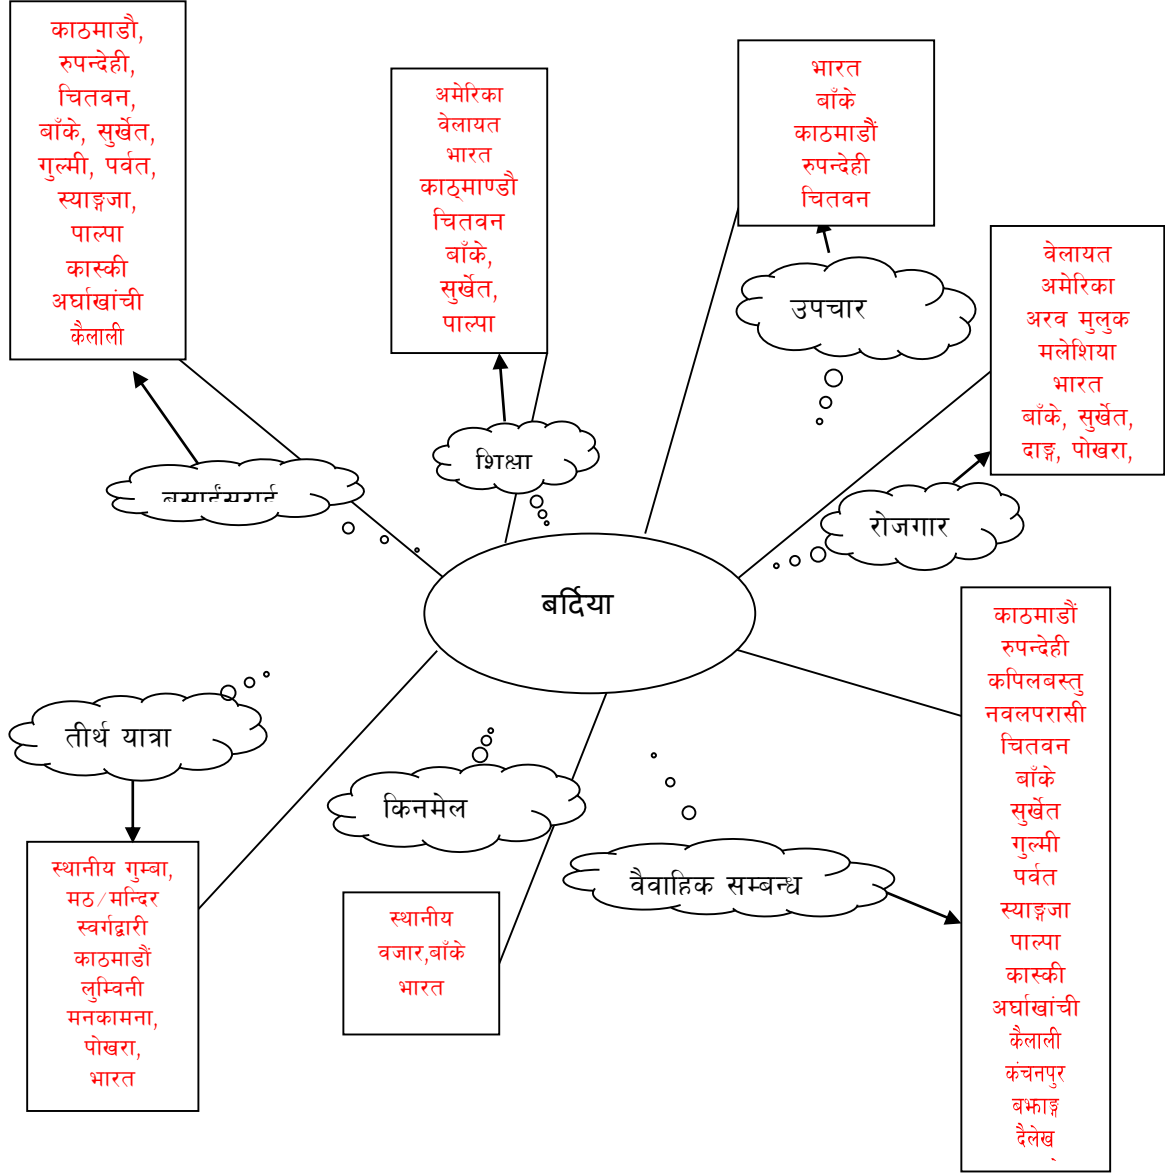 काठमाडौ,
रुपन्देही,
चितवन,
बाँके, सुर्खेत,
गुल्मी, पर्वत,
स्याङ्गजा,
पाल्पा
कास्की
अर्घाखांची
कैलाली
अमेरिका
वेलायत
भारत
काठ्माण्डौ
चितवन
बाँके,
सुर्खेत,
पाल्पा
भारत
बाँके
काठमाडौं
रुपन्देही
चितवन
वेलायत
अमेरिका
अरव मुलुक
मलेशिया
भारत
बाँके, सुर्खेत,
दाङ्ग, पोखरा,
उपचार
शिक्षा
बसाईंसराई
रोजगार
बर्दिया
तीर्थ यात्रा
किनमेल
वैवाहिक सम्बन्ध
स्थानीय गुम्बा,
मठ/मन्दिर
स्वर्गद्वारी
काठमाडौं
लुम्विनी
मनकामना,
पोखरा,
भारत
स्थानीय
वजार,बाँके
भारत
काठमाडौं
रुपन्देही
कपिलबस्तु
नवलपरासी
चितवन
बाँके
सुर्खेत
गुल्मी
पर्वत
स्याङ्गजा
पाल्पा
कास्की
अर्घाखांची
कैलाली
कंचनपुर
बझाङ्ग
दैलेख